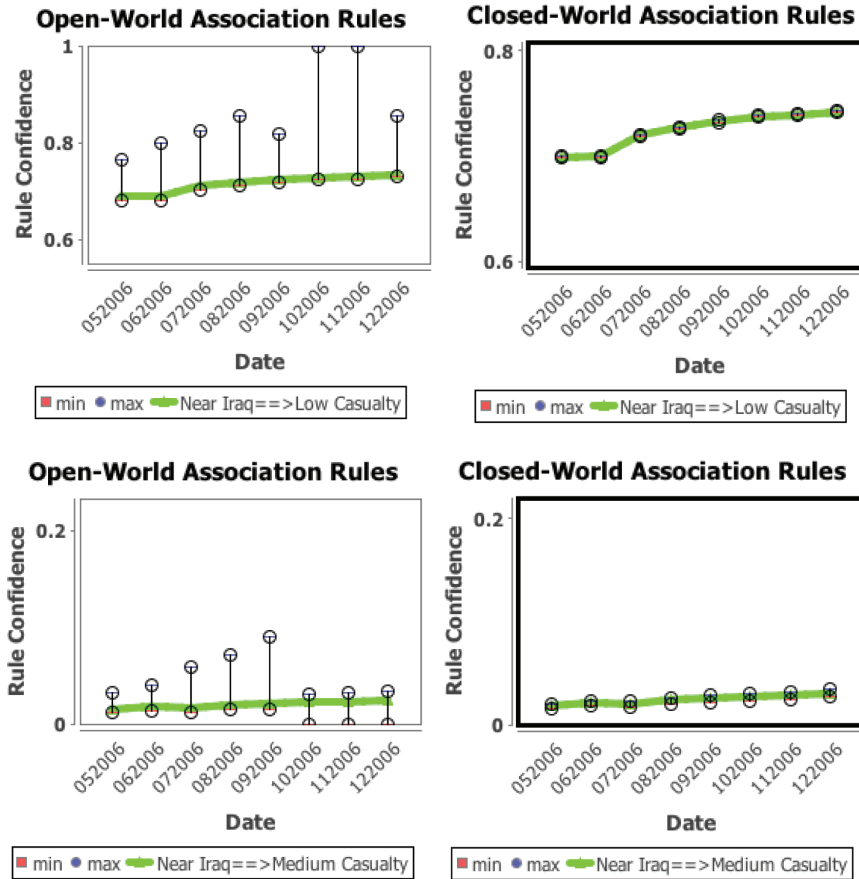 Open-World Association Rules
Rule Confidence
1
0.8
0.6
052006
062006
072006
082006
092006
102006
112006
122006
Date
min max Near Iraq==>Low Casualty
Closed-World Association Rules
Rule Confidence
0.8
0.6
052006
062006
072006
082006
092006
102006
112006
122006
Date
min max Near Iraq==>Low Casualty
Open-World Association Rules
Rule Confidence
0.2
0
052006
062006
072006
082006
092006
102006
112006
122006
Date
min max Near Iraq==>Medium Casualty
Closed-World Association Rules
Rule Confidence
0.2
0
052006
062006
072006
082006
092006
102006
112006
122006
Date
min max Near Iraq==>Medium Casualty